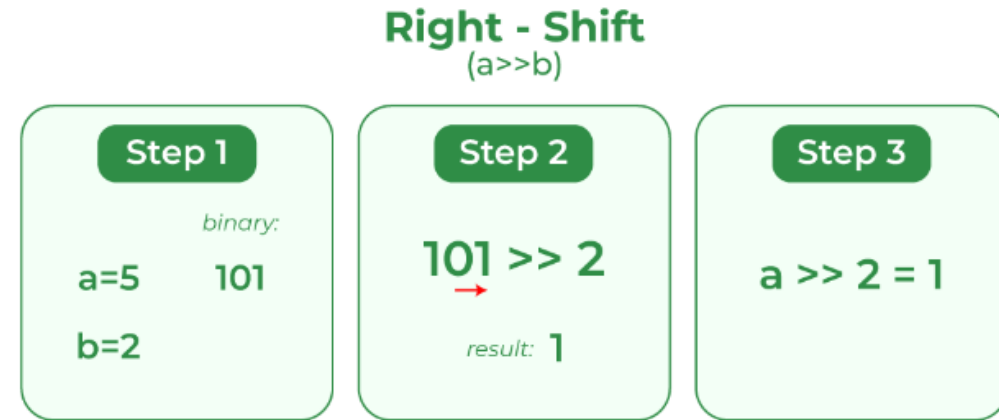 Right - Shift
(a>>b)
Step 1
binary:
a=5 101
b=2
Step 2
101 >> 2
result: 1
Step 3
a >> 2 = 1